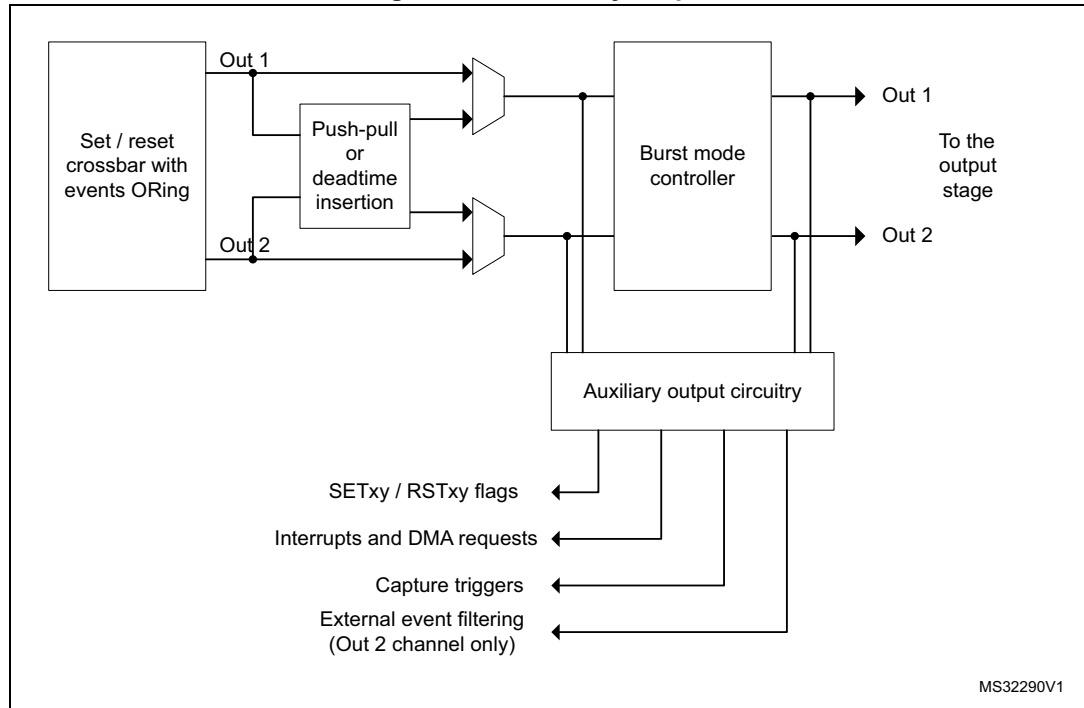 Out 1
Set / reset
crossbar with
events ORing
Push-pull
or
deadtime
insertion
Out 2
Burst mode
controller
Out 1
To the
output
stage
Out 2
Auxiliary output circuitry
SETxy / RSTxy flags
Interrupts and DMA requests
Capture triggers
External event filtering
(Out 2 channel only)
MS32290V1